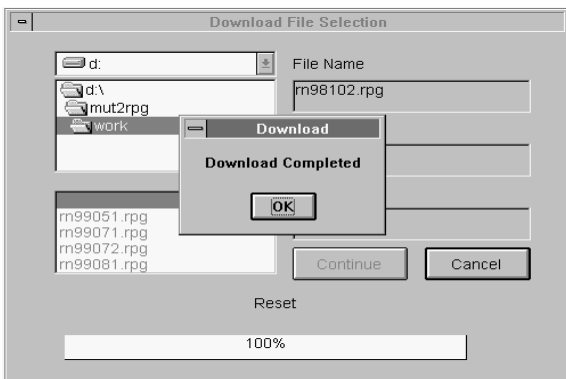 Download File Selection
d:
File Name
d:\
mut2rpg
work
rn98102.rpg
Download
Download Completed
OK
rn99051.rpg
rn99071.rpg
rn99072.rpg
rn99081.rpg
Continue
Cancel
Reset
100%